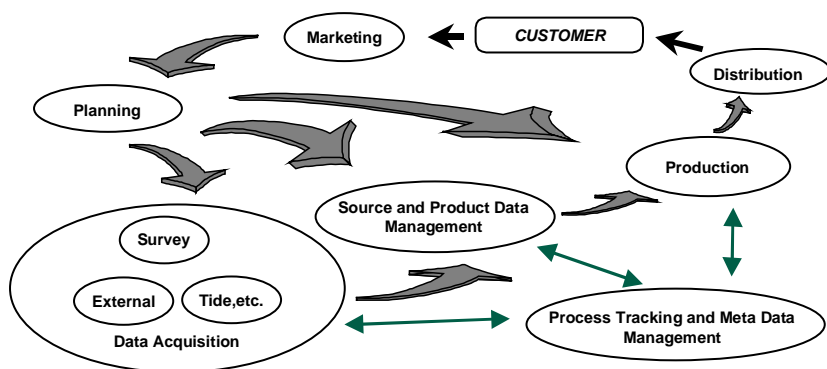 Marketing
CUSTOMER
Distribution
Planning
Production
Source and Product Data
Management
Survey
External
Tide,etc.
Data Acquisition
Process Tracking and Meta Data
Management